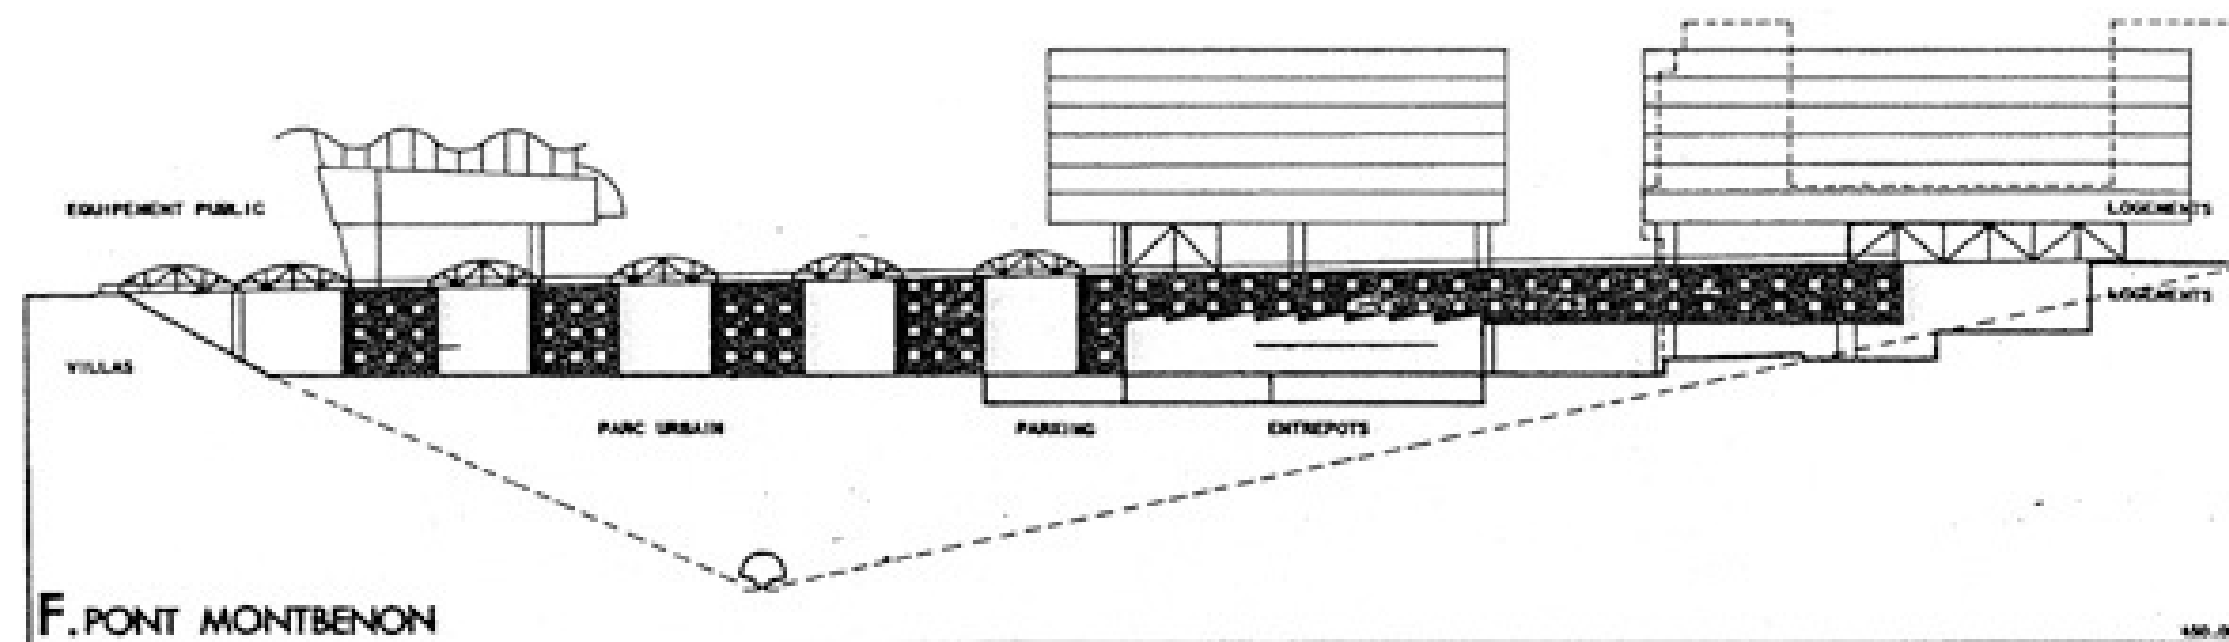 EQUIPEMENT PUBLIC
LOGEMENTS
LOGEMENTS
VILLAS
PARC URBAIN
PARKING
ENTREPOTS
F. PONT MONTBENON